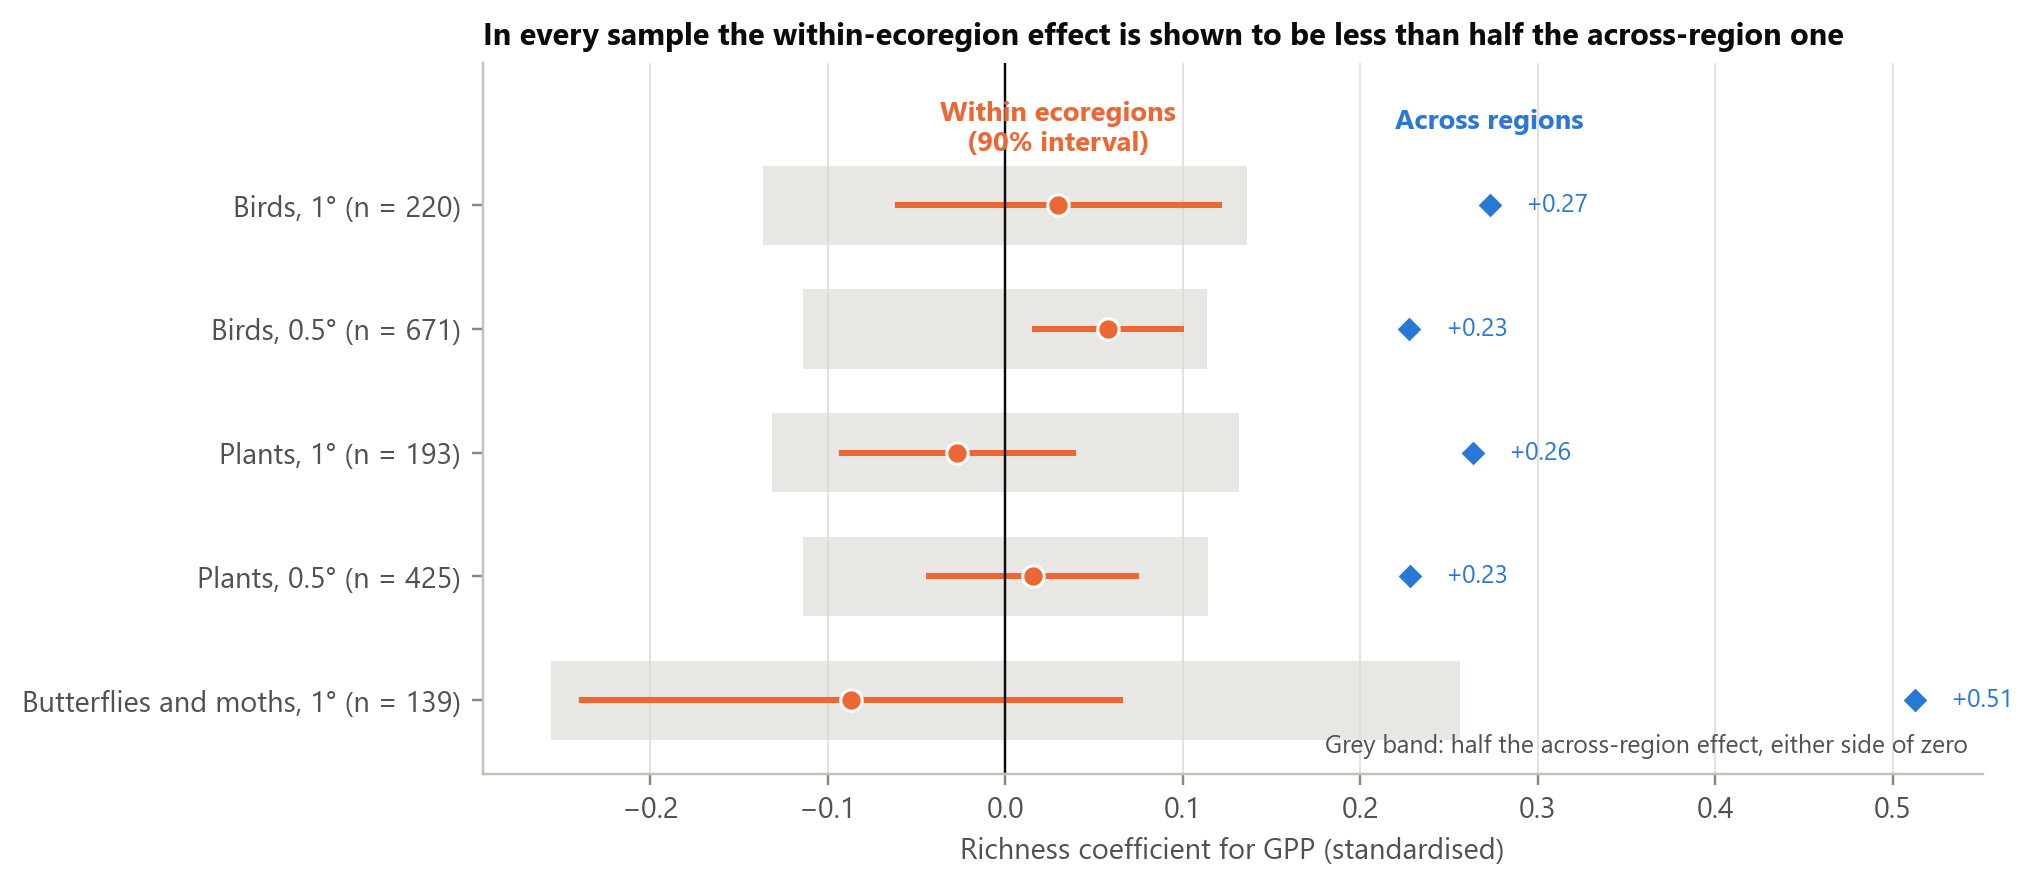 In every sample the within-ecoregion effect is shown to be less than half the across-region one
Within ecoregions
(90% interval)
Across regions
Birds, 1° (n = 220)
+0.27
Birds, 0.5° (n = 671)
+0.23
Plants, 1° (n = 193)
+0.26
Plants, 0.5° (n = 425)
+0.23
Butterflies and moths, 1° (n = 139)
+0.51
Grey band: half the across-region effect, either side of zero
−0.2 −0.1 0.0 0.1 0.2 0.3 0.4 0.5
Richness coefficient for GPP (standardised)